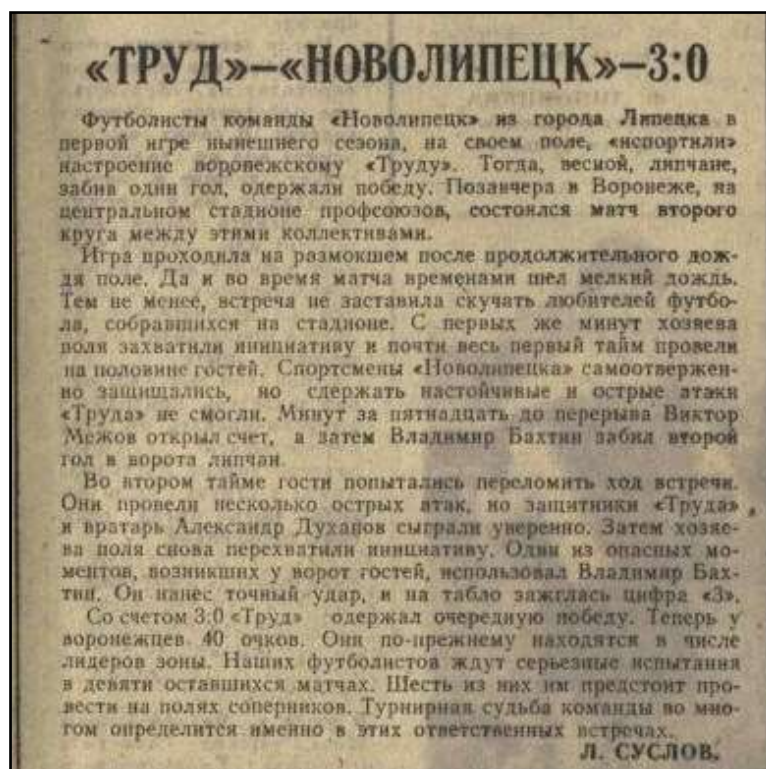 «ТРУД»—«НОВОЛИПЕЦК»—3:0
Футболисты команды «Новолипецк» из города Липецка в
первой игре нынешнего сезона, на своем поле, «испортили»
настроение воронежскому «Труду». Тогда, весной, липчане,
забив один гол, одержали победу. Позавчера в Воронеже, на
центральном стадионе профсоюзов, состоялся матч второго
круга между этими коллективами.
Игра проходила на размокшем после продолжительного дож-
дя поле. Да и во время матча временами шел мелкий дождь.
Тем не менее, встреча не заставила скучать любителей футбо-
ла, собравшихся на стадионе. С первых же минут хозяева
поля захватили инициативу и почти весь первый тайм провели
на половине гостей. Спортсмены «Новолипецка» самоотвержен-
но защищались, но сдержать настойчивые и острые атаки
«Труда» не смогли. Минут за пятнадцать до перерыва Виктор
Межов открыл счет, а затем Владимир Бахтин забил второй
гол в ворота липчан.
Во втором тайме гости попытались переломить ход встречи.
Они провели несколько острых атак, но защитники «Труда»
и вратарь Александр Духанов сыграли уверенно. Затем хозяе-
ва поля снова перехватили инициативу. Один из опасных мо-
ментов, возникших у ворот гостей, использовал Владимир Бах-
тин. Он нанес точный удар, и на табло зажглась цифра «3».
Со счетом 3:0 «Труд» одержал очередную победу. Теперь у
воронежцев 40 очков. Они по-прежнему находятся в числе
лидеров зоны. Наших футболистов ждут серьезные испытания
в девяти оставшихся матчах. Шесть из них им предстоит про-
вести на полях соперников. Турнирная судьба команды во мно-
гом определится именно в этих ответственных встречах.
Л. СУСЛОВ.